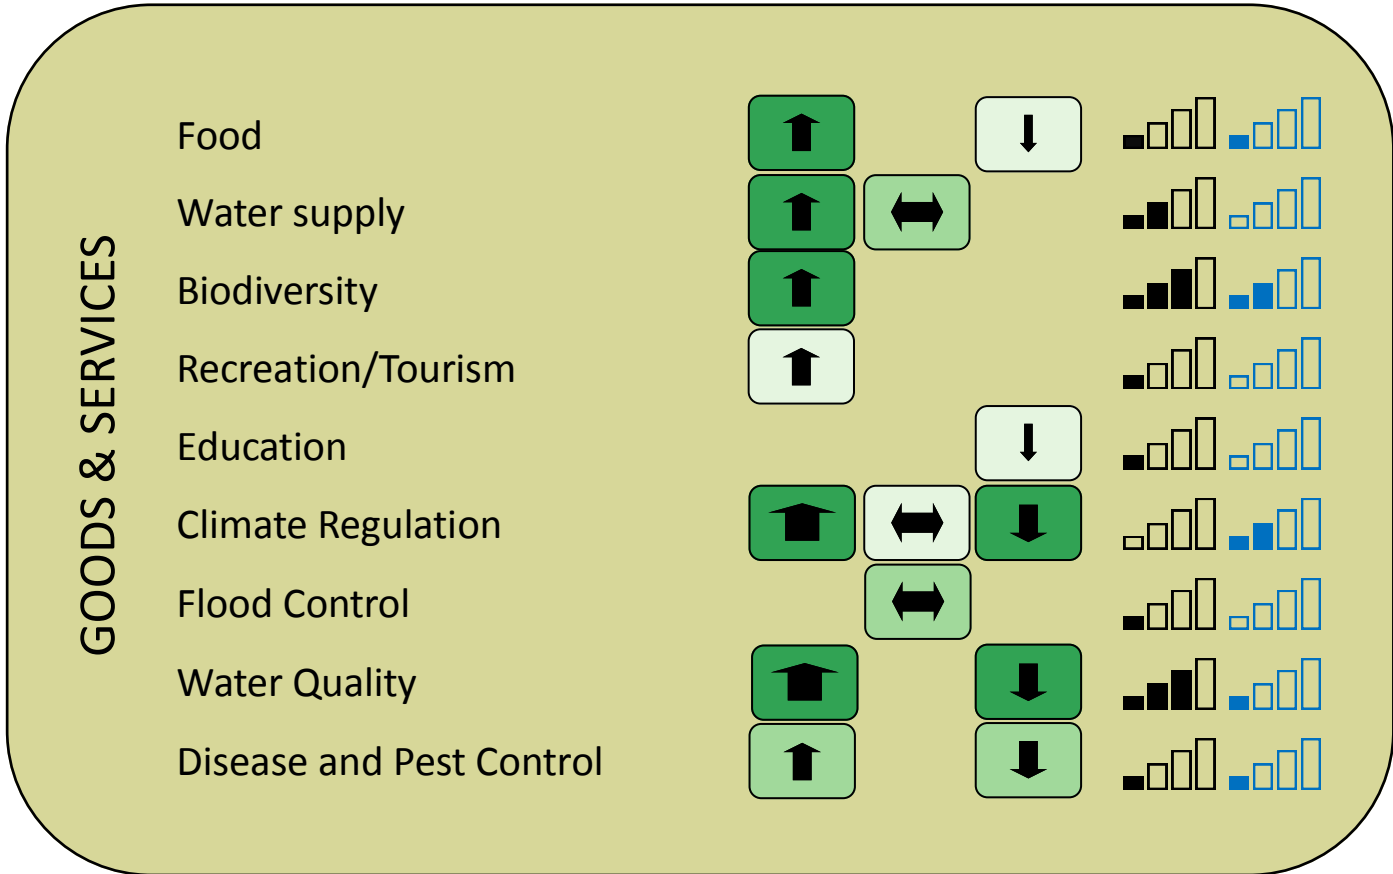 GOODS & SERVICES
Food
Water supply
Biodiversity
Recreation/Tourism
Education
Climate Regulation
Flood Control
Water Quality
Disease and Pest Control